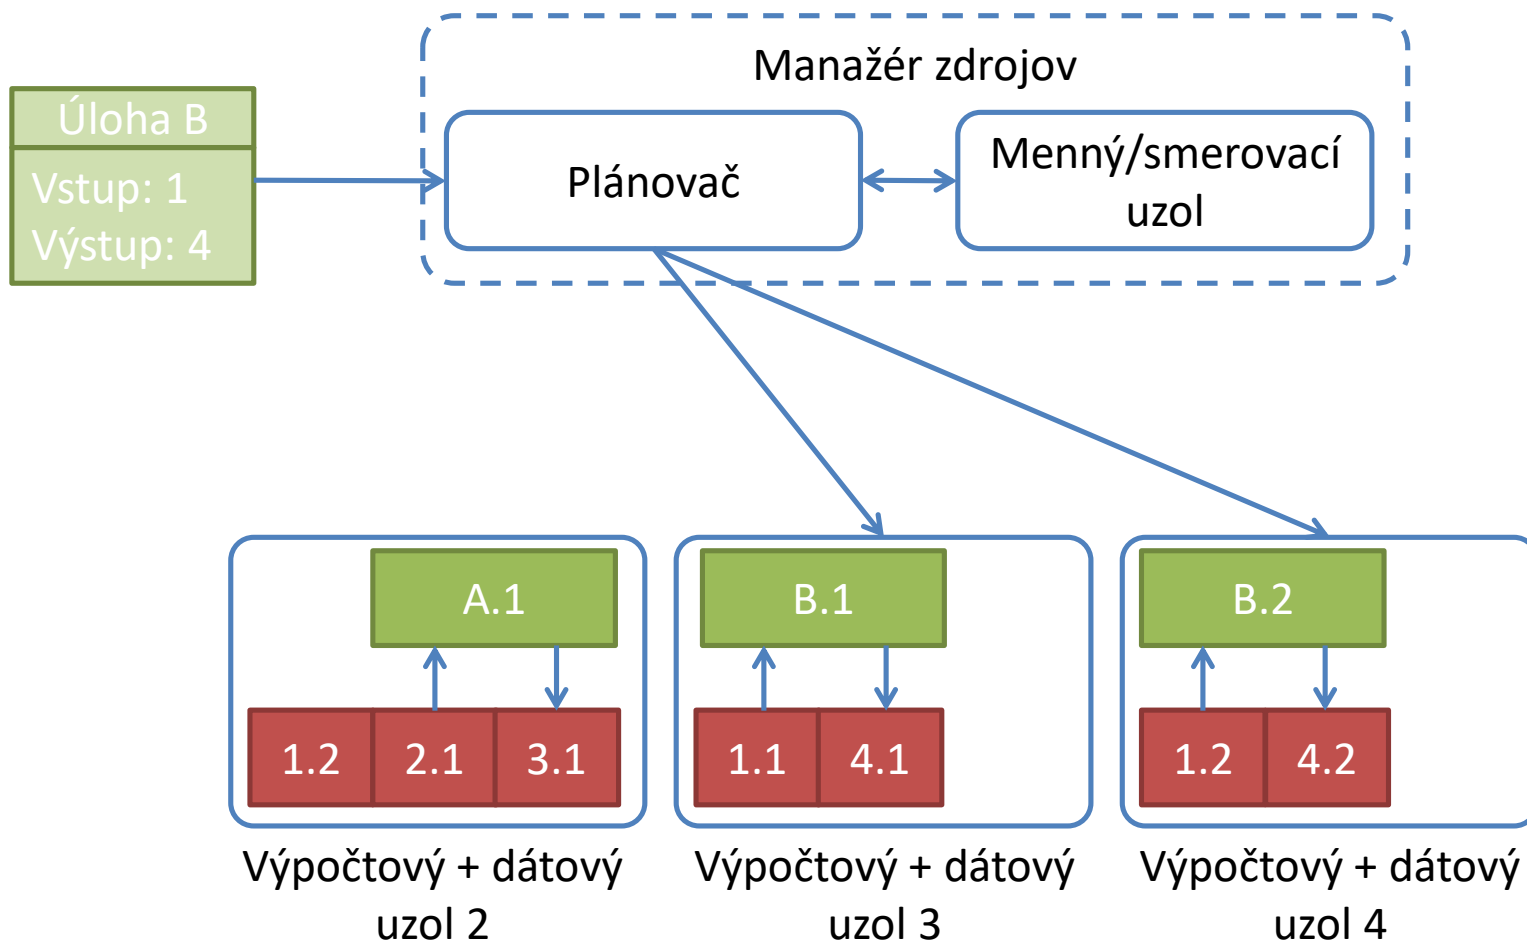 Manažér zdrojov
Úloha B
Vstup: 1
Výstup: 4
Plánovač
Menný/smerovací
uzol
A.1
B.1
B.2
1.2
2.1
3.1
1.1
4.1
1.2
4.2
Výpočtový + dátový
uzol 2
Výpočtový + dátový
uzol 3
Výpočtový + dátový
uzol 4